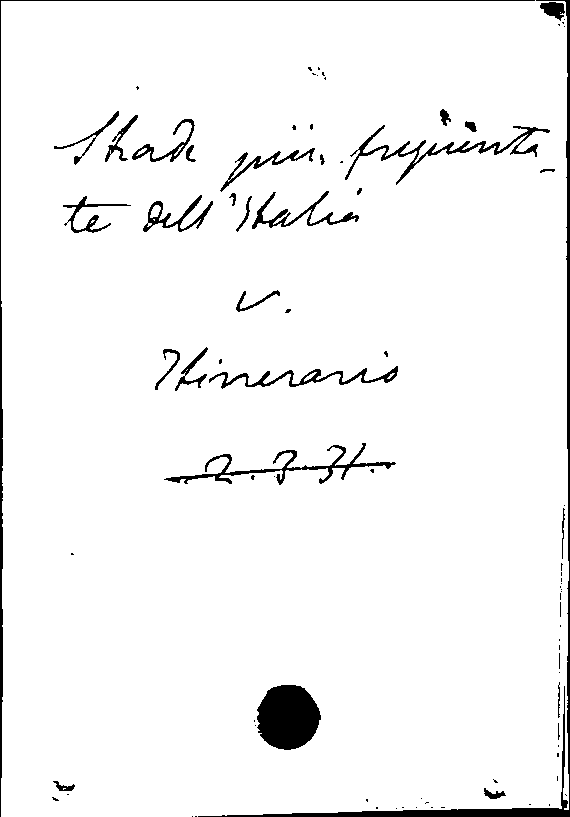 Strade più frequenta-
te dell'Italia
v.
Itinerario
2.3.31.